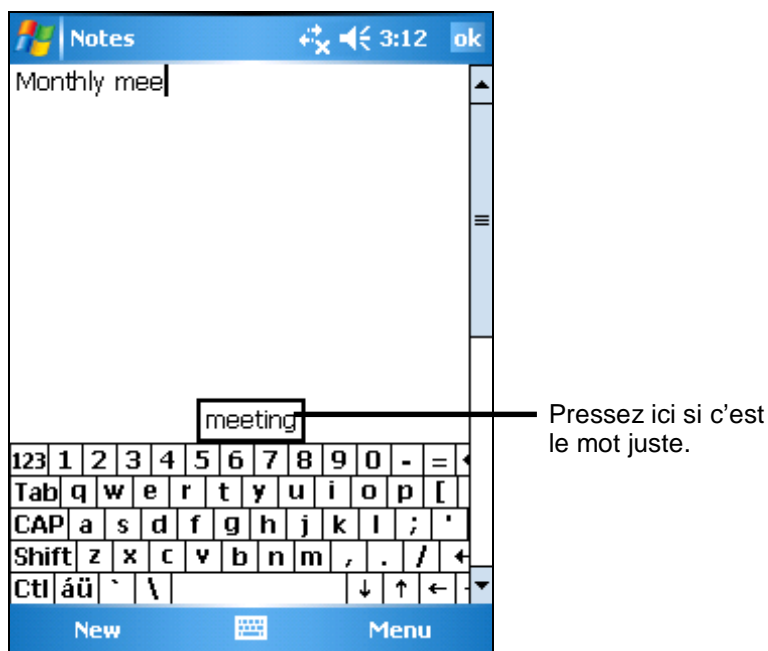 Notes 3:12 ok
Monthly mee
meeting
Pressez ici si c’est
le mot juste.
123 1 2 3 4 5 6 7 8 9 0 - =
Tab q w e r t y u i o p [
CAP a s d f g h j k l ; '
Shift z x c v b n m , . / ←
Ctl áü ` \ ↓ ↑ ←
New Menu